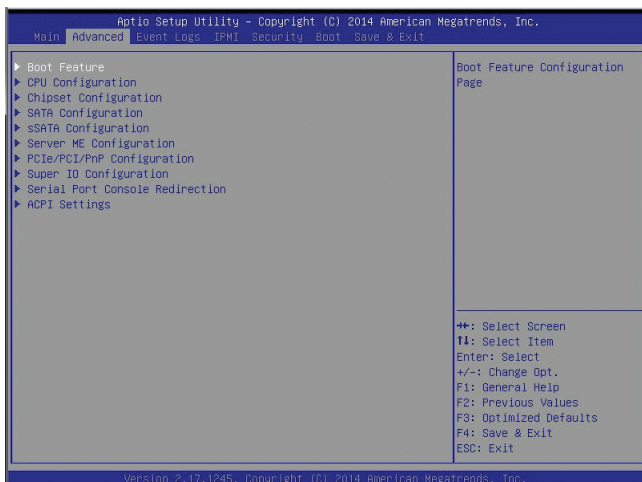 Aptio Setup Utility – Copyright (C) 2014 American Megatrends, Inc.
Main Advanced Event Logs IPMI Security Boot Save & Exit
Boot Feature
CPU Configuration
Chipset Configuration
SATA Configuration
sSATA Configuration
Server ME Configuration
PCIe/PCI/PnP Configuration
Super IO Configuration
Serial Port Console Redirection
ACPI Settings
Boot Feature Configuration
Page
→←: Select Screen
↑↓: Select Item
Enter: Select
+/-: Change Opt.
F1: General Help
F2: Previous Values
F3: Optimized Defaults
F4: Save & Exit
ESC: Exit
Version 2.17.1245. Copyright (C) 2014 American Megatrends, Inc.